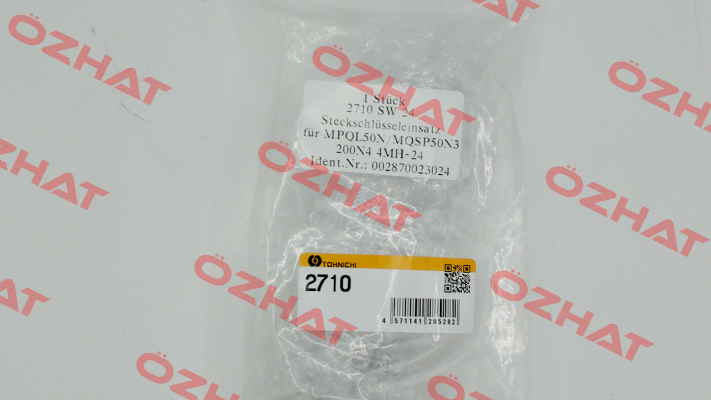 1 Stück
2710 SW 24
Steckschlüsseleinsatz
für MPQL50N/MQSP50N3
200N4 4MH-24
Ident.Nr.: 002870023024
TOHNICHI
2710
4 571141 285282
ÖZHAT
ÖZHAT
ÖZHAT
ÖZHAT
ÖZHAT
ÖZHAT
ÖZHAT
ÖZHAT
ÖZHAT
ÖZHAT